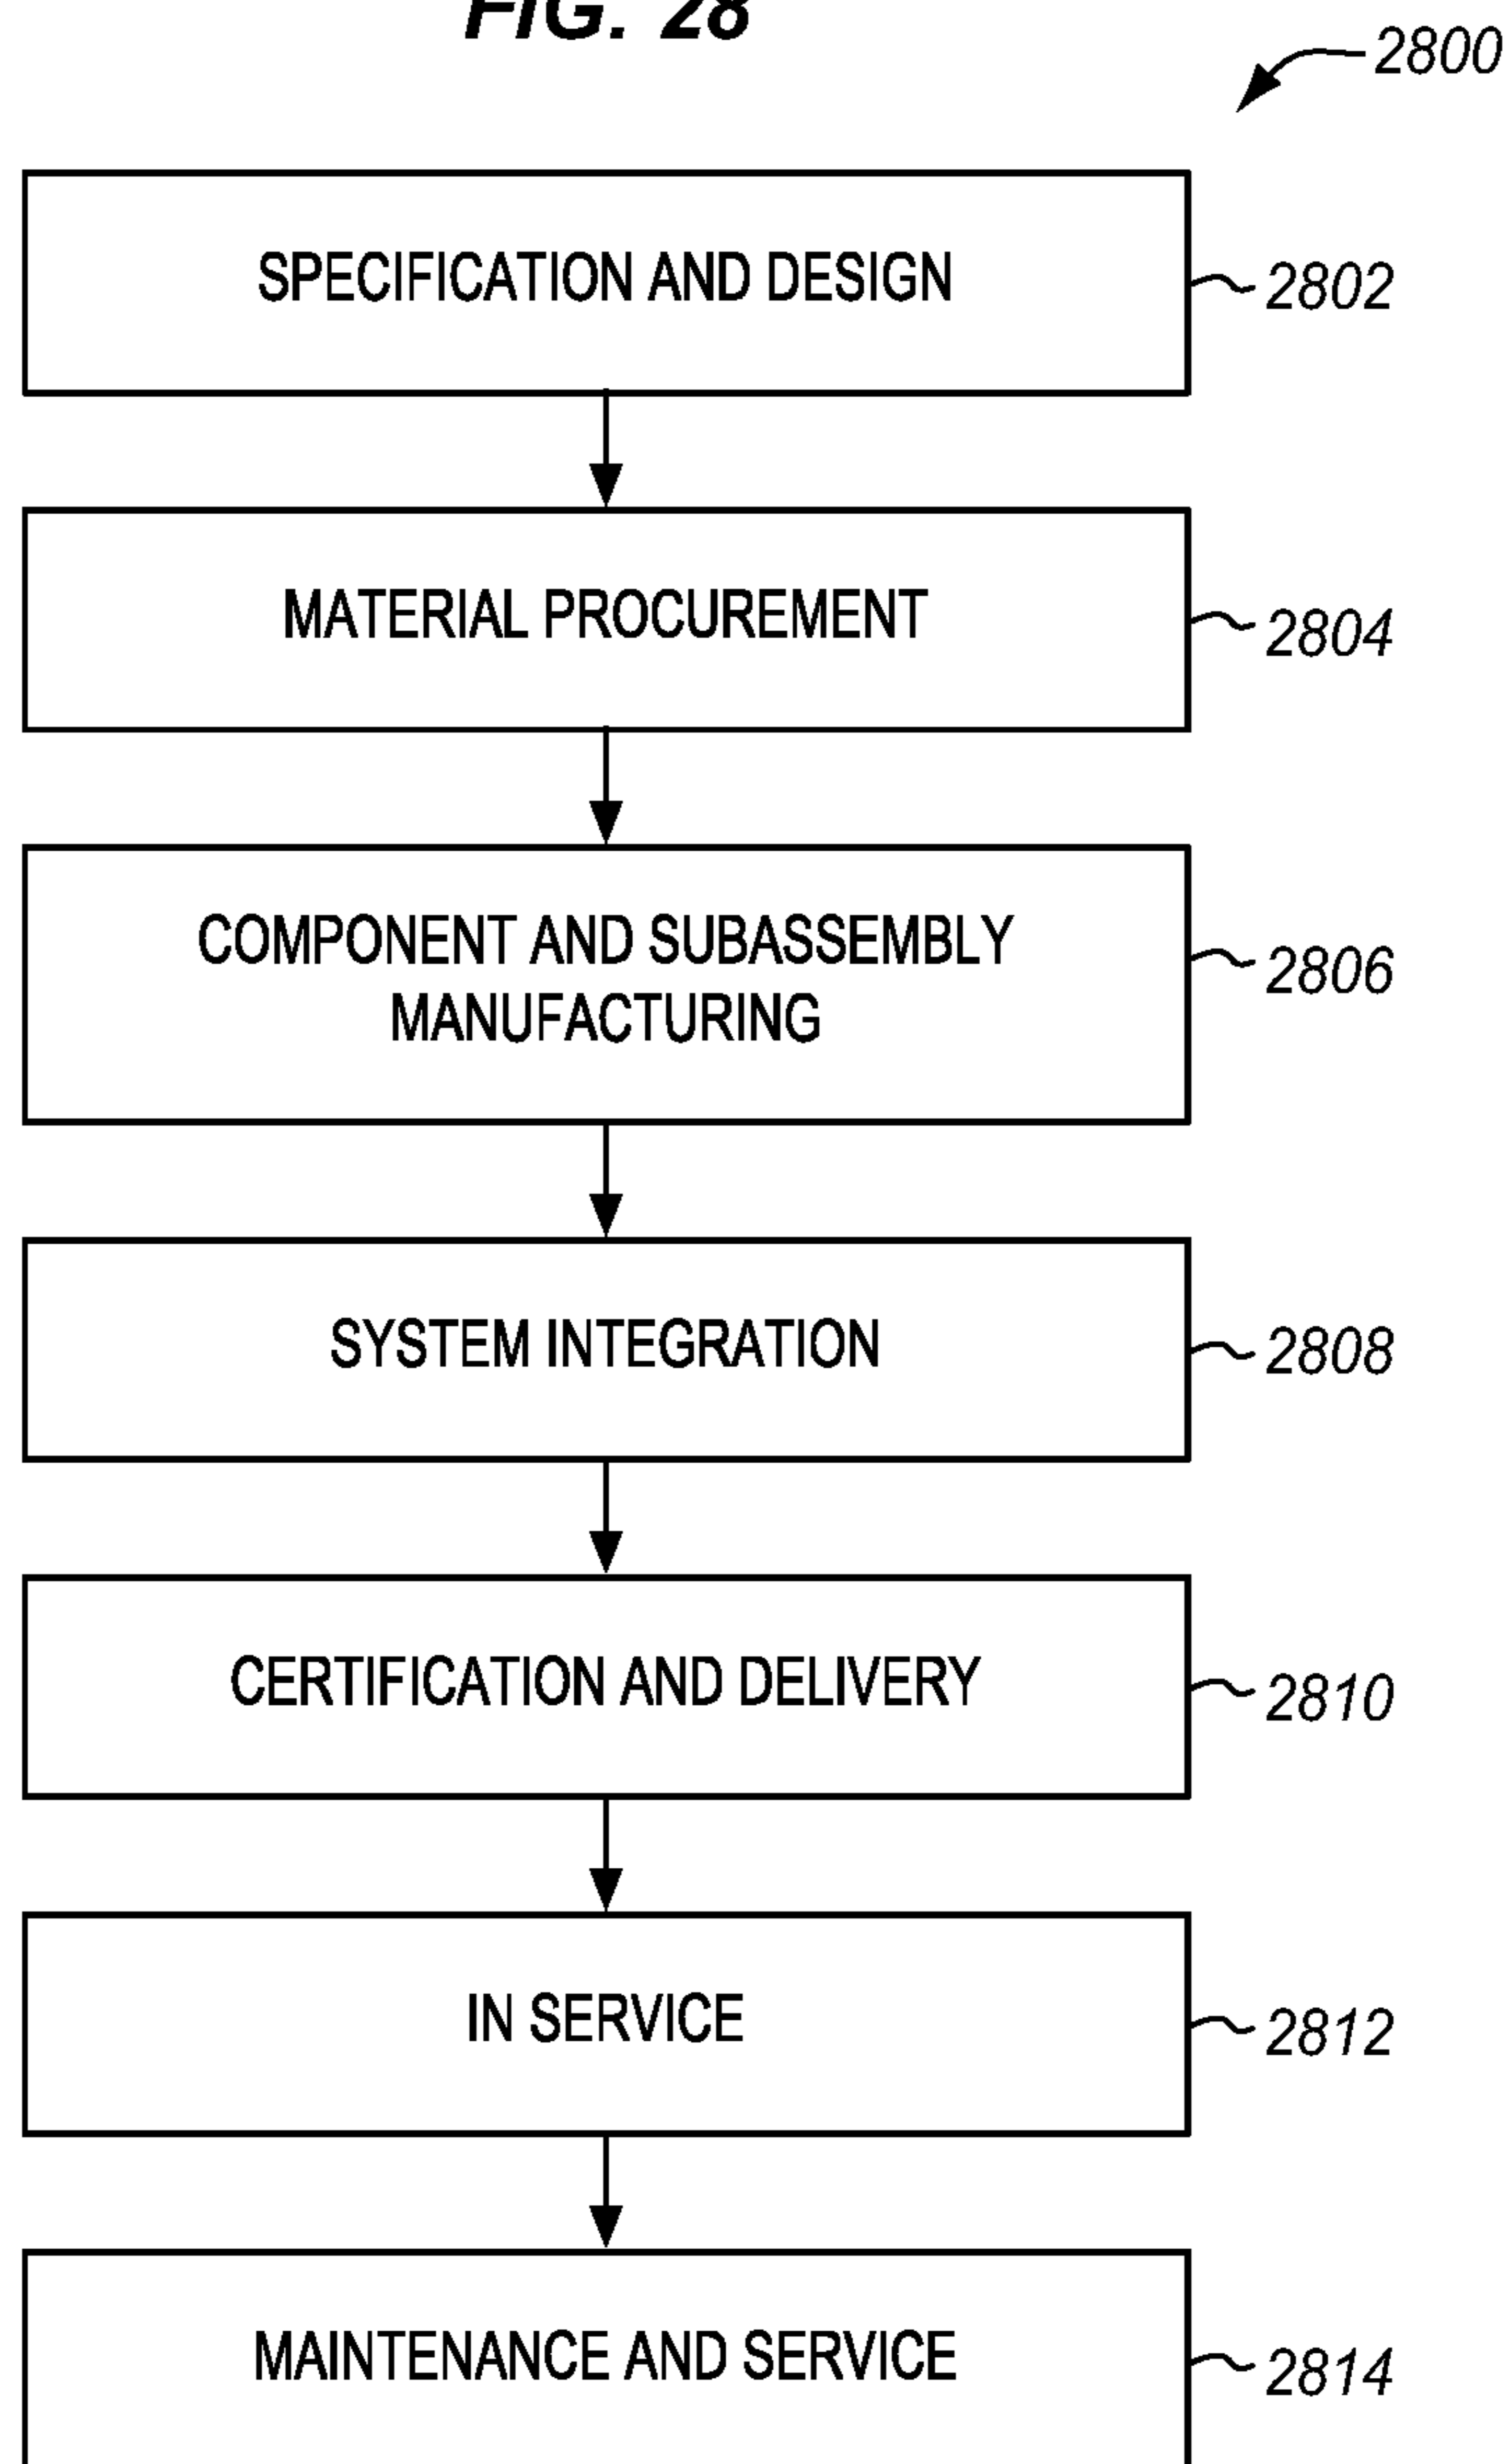 FIG. 28
2800
SPECIFICATION AND DESIGN
2802
MATERIAL PROCUREMENT
2804
COMPONENT AND SUBASSEMBLY
MANUFACTURING
2806
SYSTEM INTEGRATION
2808
CERTIFICATION AND DELIVERY
2810
IN SERVICE
2812
MAINTENANCE AND SERVICE
2814